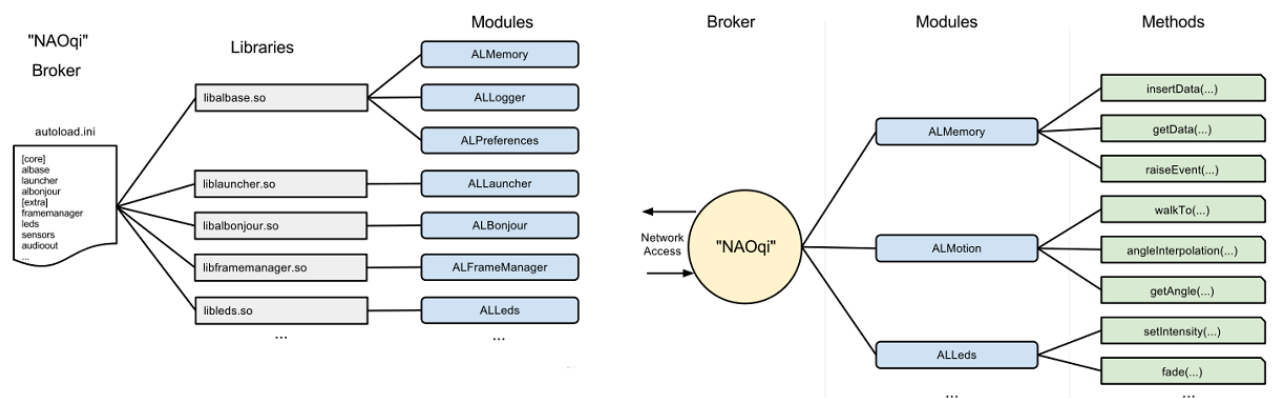 "NAOqi"
Broker
autoload.ini
[core]
albase
launcher
albonjour
[extra]
framemanager
leds
sensors
audioout
...
Libraries
libalbase.so
liblauncher.so
libalbonjour.so
libframemanager.so
libleds.so
...
Modules
ALMemory
ALLogger
ALPreferences
ALLauncher
ALBonjour
ALFrameManager
ALLeds
...
Broker
Network
Access
"NAOqi"
Modules
ALMemory
ALMotion
ALLeds
...
Methods
insertData(...)
getData(...)
raiseEvent(...)
walkTo(...)
angleInterpolation(...)
getAngle(...)
setIntensity(...)
fade(...)
...